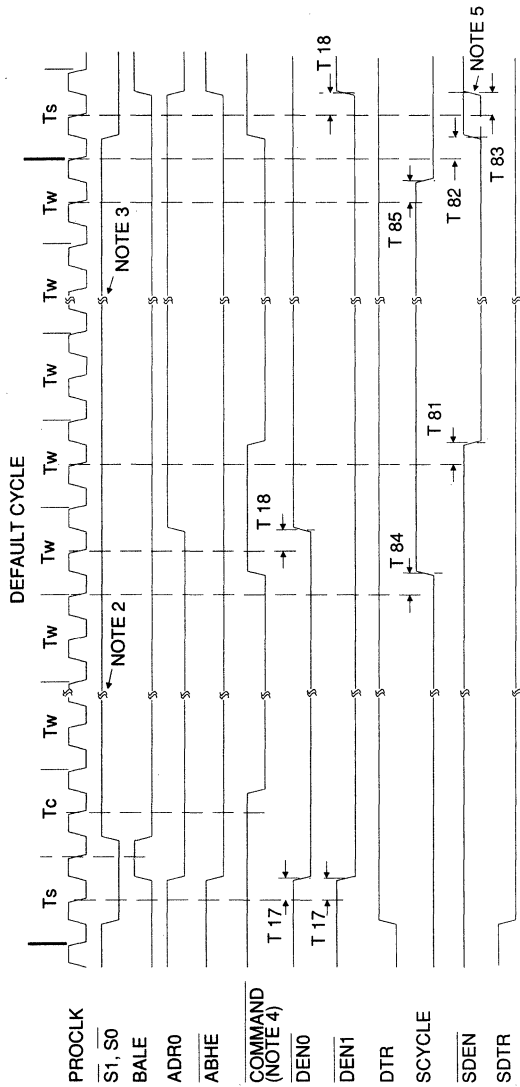 DEFAULT CYCLE
Ts
Tc
Tw
Tw
Tw
Tw
Tw
Tw
Tw
Ts
PROCLK
S1, S0
NOTE 2
NOTE 3
BALE
ADR0
ABHE
COMMAND
(NOTE 4)
DEN0
T 17
T 18
DEN1
T 17
T 18
DTR
SCYCLE
T 84
T 85
SDEN
T 81
T 82
T 83
NOTE 5
SDTR